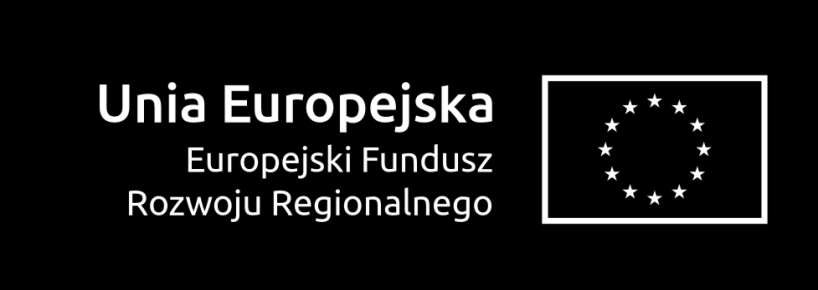 Unia Europejska
Europejski Fundusz
Rozwoju Regionalnego